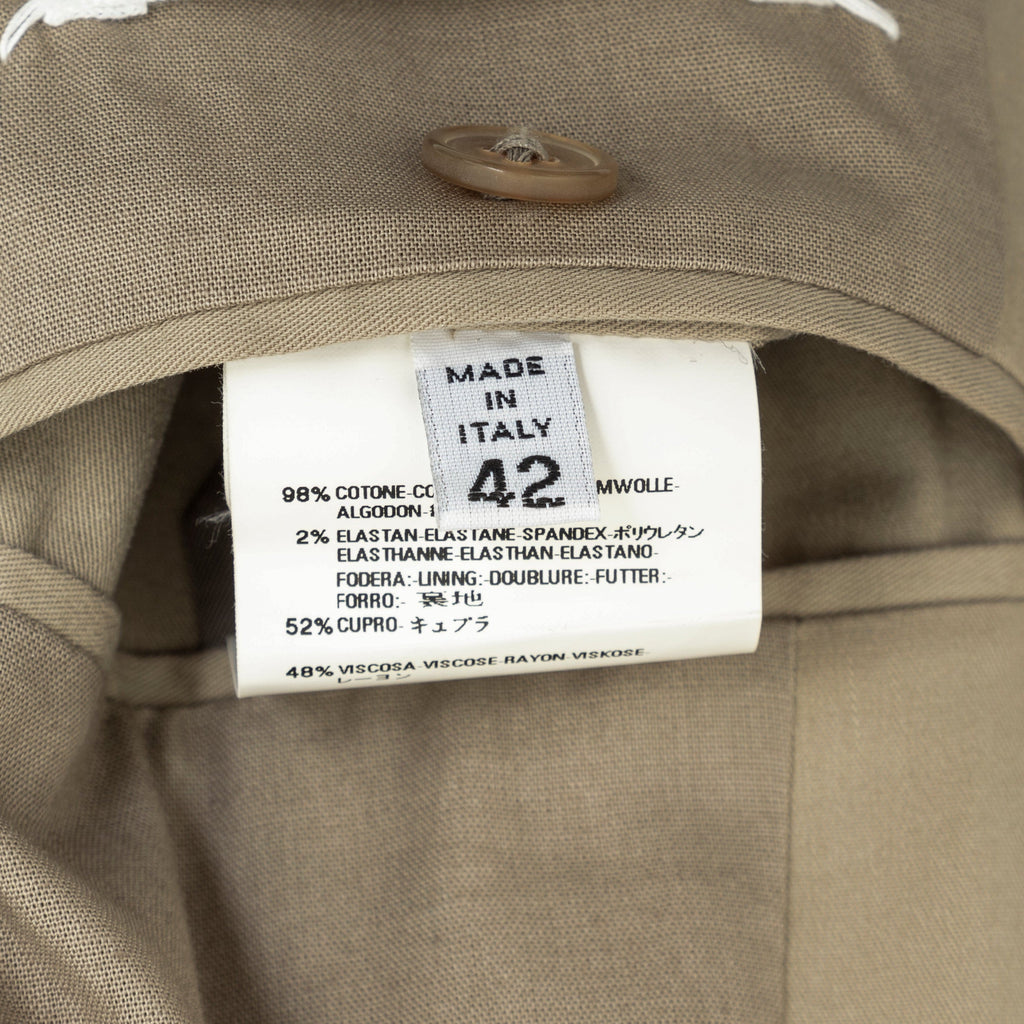 MADE
IN
ITALY
42
98% COTONE-CO MWOLLE-
ALGODON-
2% ELASTAN-ELASTANE-SPANDEX-ポリウレタン
ELASTHANNE-ELASTHAN-ELASTANO-
FODERA:-LINING:-DOUBLURE:-FUTTER:-
FORRO:- 裏地
52% CUPRO- キュプラ
48% VISCOSA-VISCOSE-RAYON-VISKOSE-
レーヨン